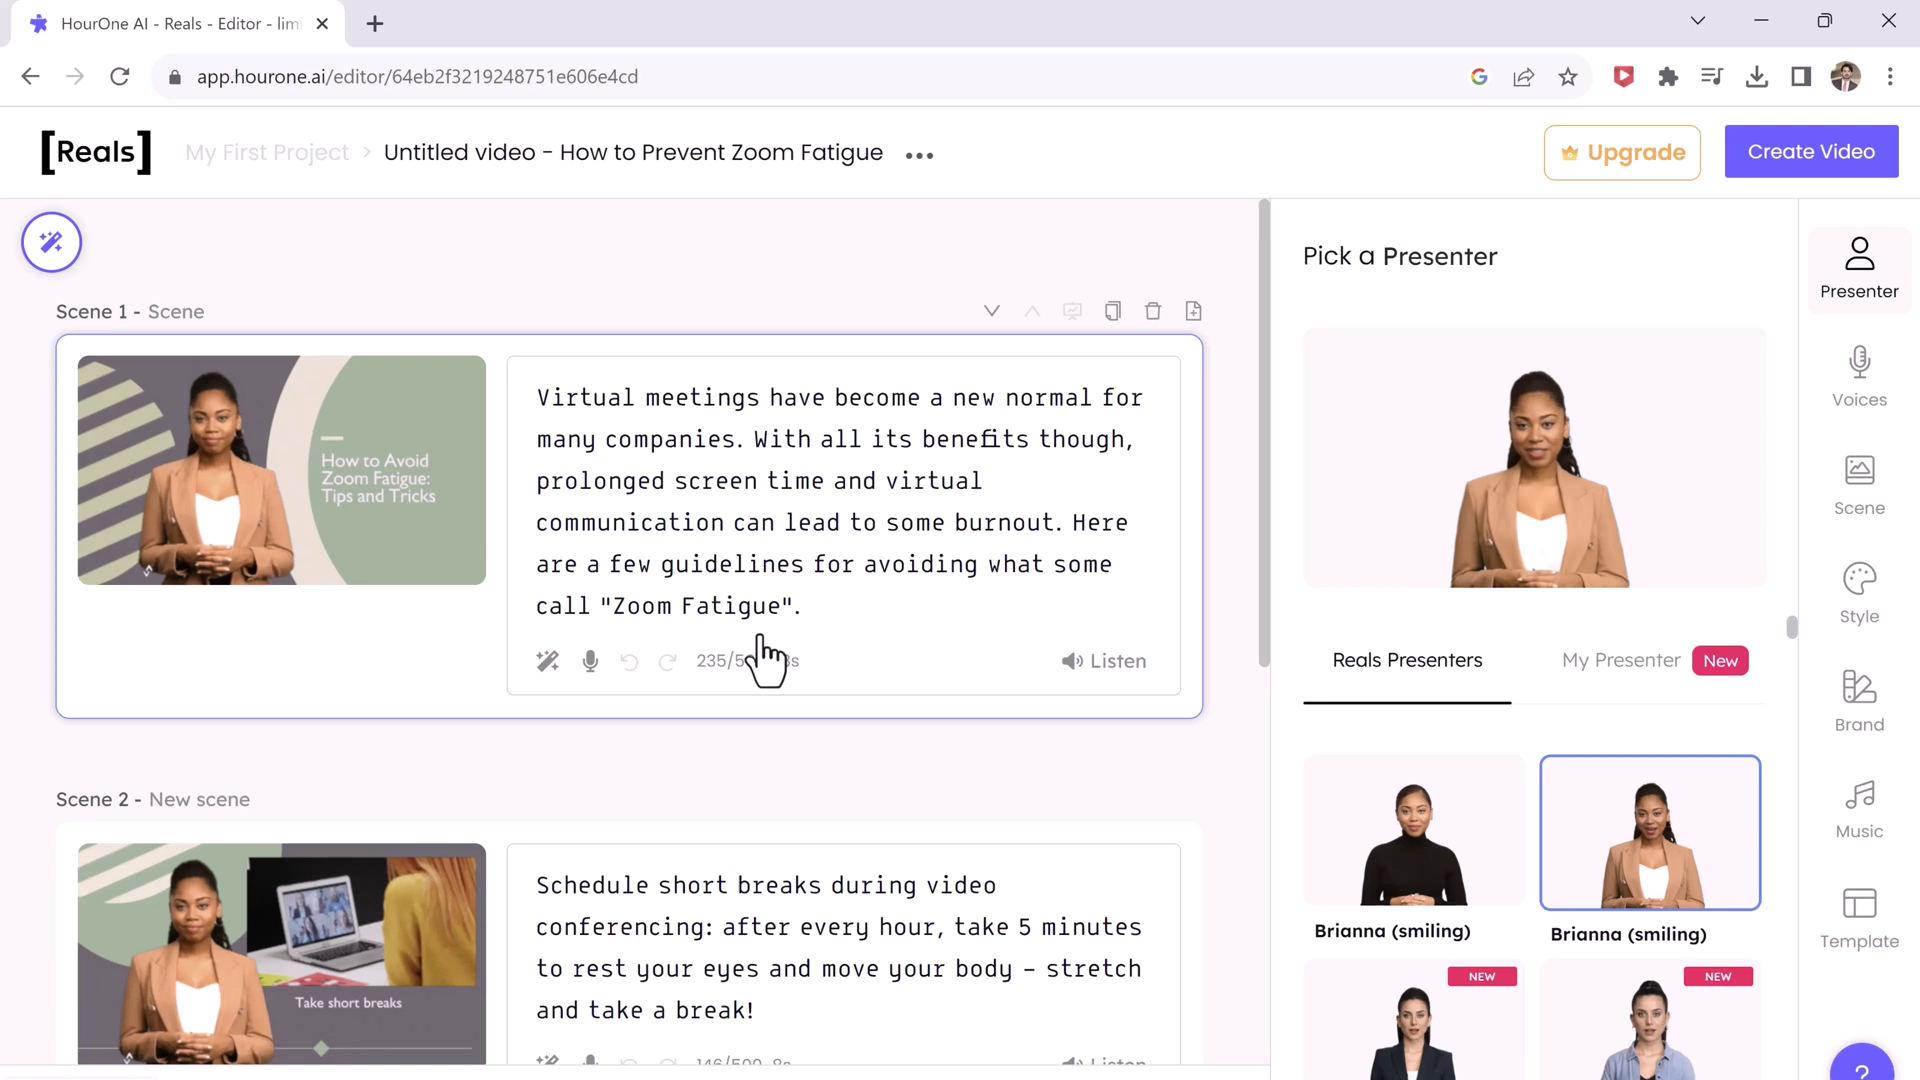 HourOne AI - Reals - Editor - lim
app.hourone.ai/editor/64eb2f3219248751e606e4cd
[Reals]
My First Project > Untitled video - How to Prevent Zoom Fatigue
Upgrade
Create Video
Scene 1 - Scene
How to Avoid
Zoom Fatigue:
Tips and Tricks
Virtual meetings have become a new normal for
many companies. With all its benefits though,
prolonged screen time and virtual
communication can lead to some burnout. Here
are a few guidelines for avoiding what some
call "Zoom Fatigue".
235/5
s
Listen
Scene 2 - New scene
Take short breaks
Schedule short breaks during video
conferencing: after every hour, take 5 minutes
to rest your eyes and move your body – stretch
and take a break!
146/500
Listen
Pick a Presenter
Reals Presenters
My Presenter New
Brianna (smiling)
Brianna (smiling)
NEW
NEW
Presenter
Voices
Scene
Style
Brand
Music
Template
?